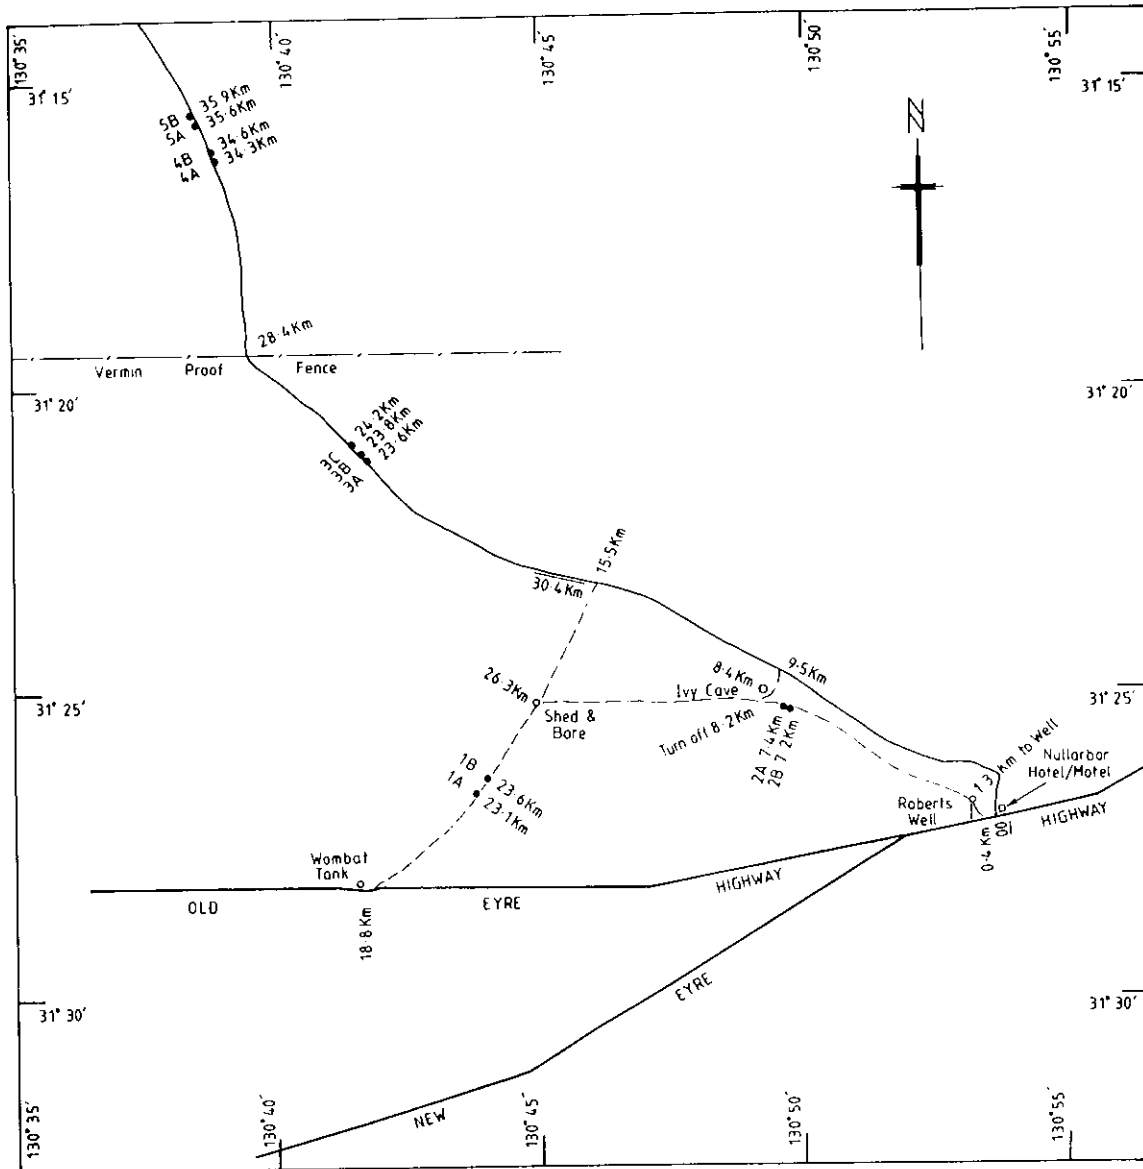 130° 35′
130° 40′
130° 45′
130° 50′
130° 55′
31° 15′
31° 15′
5B 35·9Km
5A 35·6Km
4B 34·6Km
4A 34·3Km
N
28·4Km
Vermin Proof Fence
31° 20′
31° 20′
3C 24·2Km
3B 23·8Km
3A 23·6Km
15·5Km
30·4Km
9·5Km
8·4Km
Ivy Cave
26·3Km
Shed &
Bore
31° 25′
31° 25′
Turn off 8·2Km
2A 7·4Km
2B 7·2Km
1·3 Km to Well
Nullarbor
Hotel/Motel
1B 23·6Km
1A 23·1Km
Roberts
Well
0·4 Km
00
HIGHWAY
Wombat
Tank
18·8Km
OLD EYRE HIGHWAY
EYRE
NEW
31° 30′
31° 30′
130° 35′
130° 40′
130° 45′
130° 50′
130° 55′